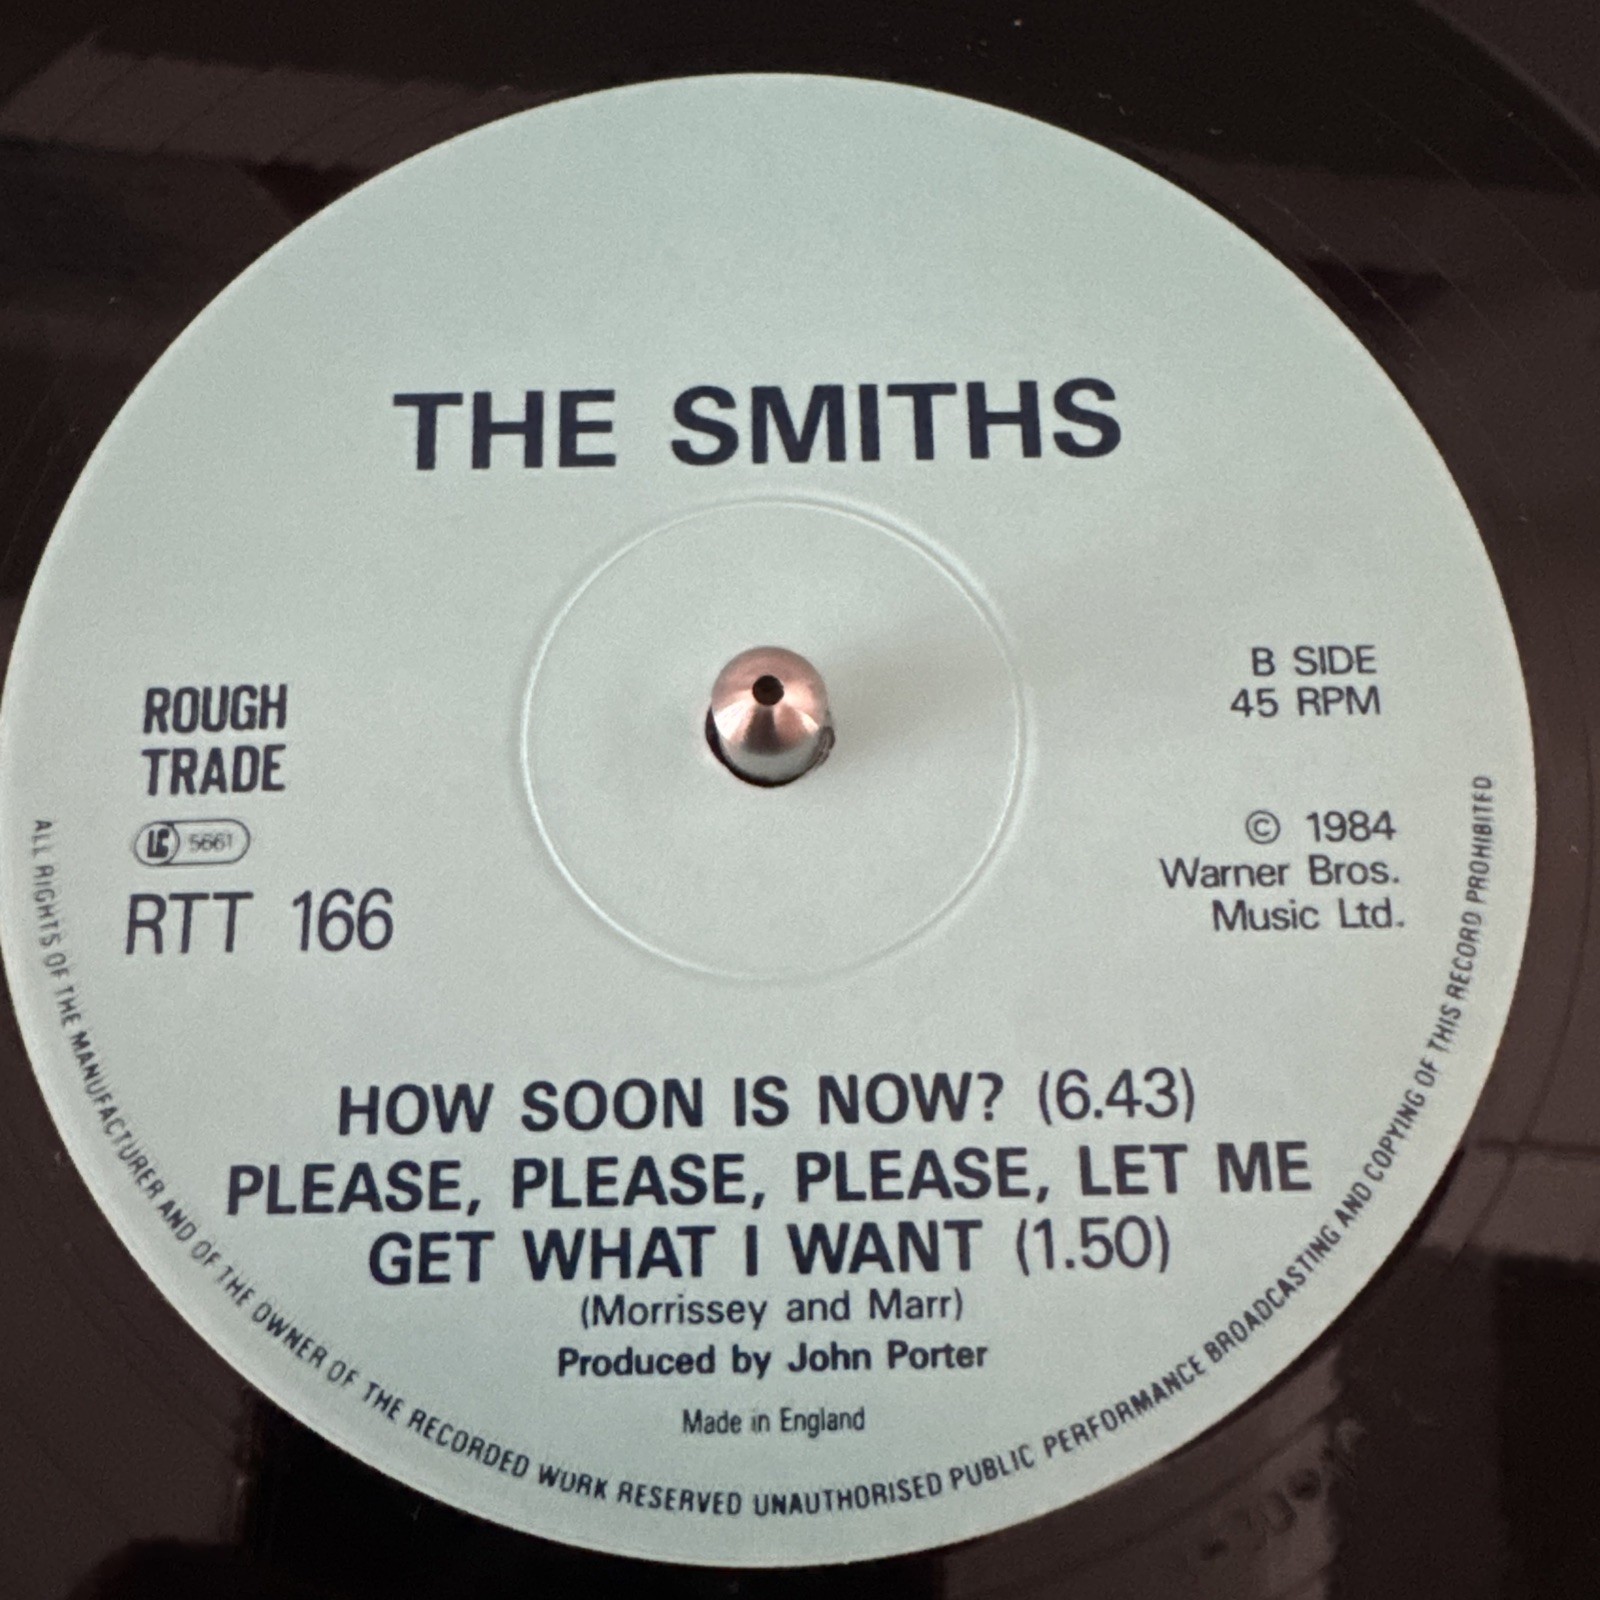 THE SMITHS
ROUGH
TRADE
LC 5661
RTT 166
B SIDE
45 RPM
© 1984
Warner Bros.
Music Ltd.
HOW SOON IS NOW? (6.43)
PLEASE, PLEASE, PLEASE, LET ME
GET WHAT I WANT (1.50)
(Morrissey and Marr)
Produced by John Porter
Made in England
ALL RIGHTS OF THE MANUFACTURER AND OF THE OWNER OF THE RECORDED WORK RESERVED UNAUTHORISED PUBLIC PERFORMANCE BROADCASTING AND COPYING OF THIS RECORD PROHIBITED